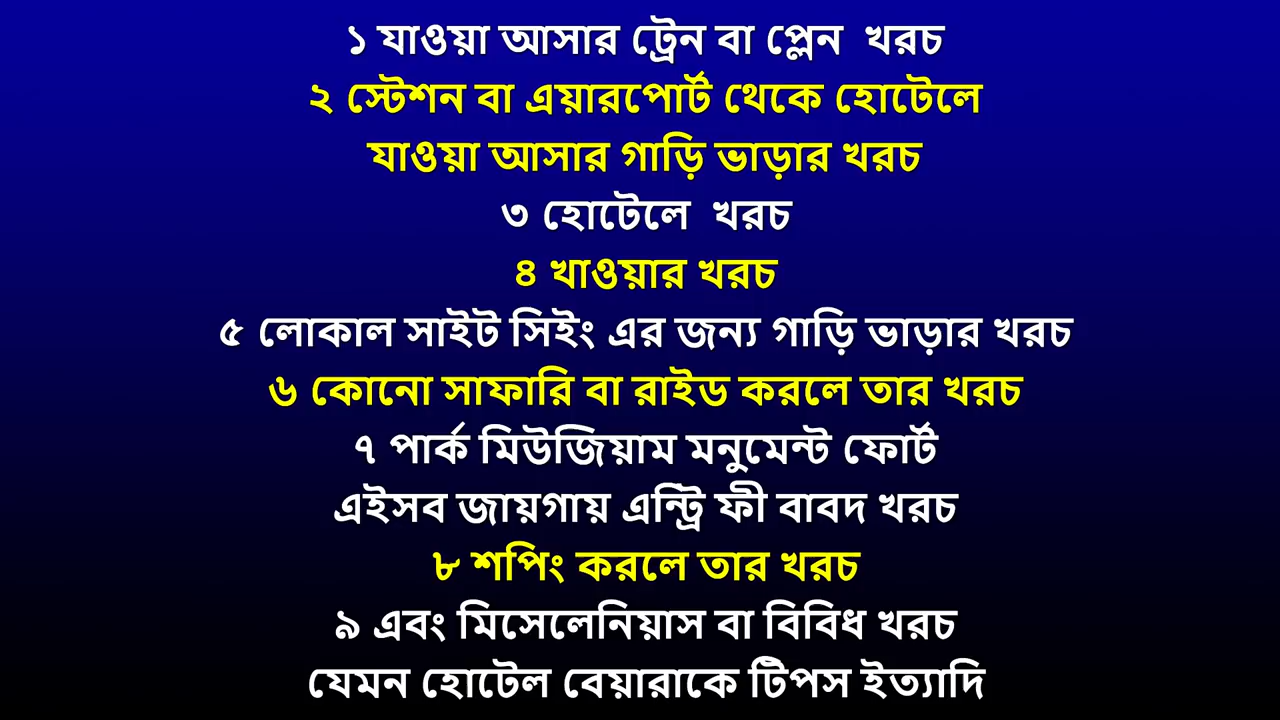 ১ যাওয়া আসার ট্রেন বা প্লেন খরচ
২ স্টেশন বা এয়ারপোর্ট থেকে হোটেলে
যাওয়া আসার গাড়ি ভাড়ার খরচ
৩ হোটেলে খরচ
৪ খাওয়ার খরচ
৫ লোকাল সাইট সিইং এর জন্য গাড়ি ভাড়ার খরচ
৬ কোনো সাফারি বা রাইড করলে তার খরচ
৭ পার্ক মিউজিয়াম মনুমেন্ট ফোর্ট
এইসব জায়গায় এন্ট্রি ফী বাবদ খরচ
৮ শপিং করলে তার খরচ
৯ এবং মিসেলেনিয়াস বা বিবিধ খরচ
যেমন হোটেল বেয়ারাকে টিপস ইত্যাদি